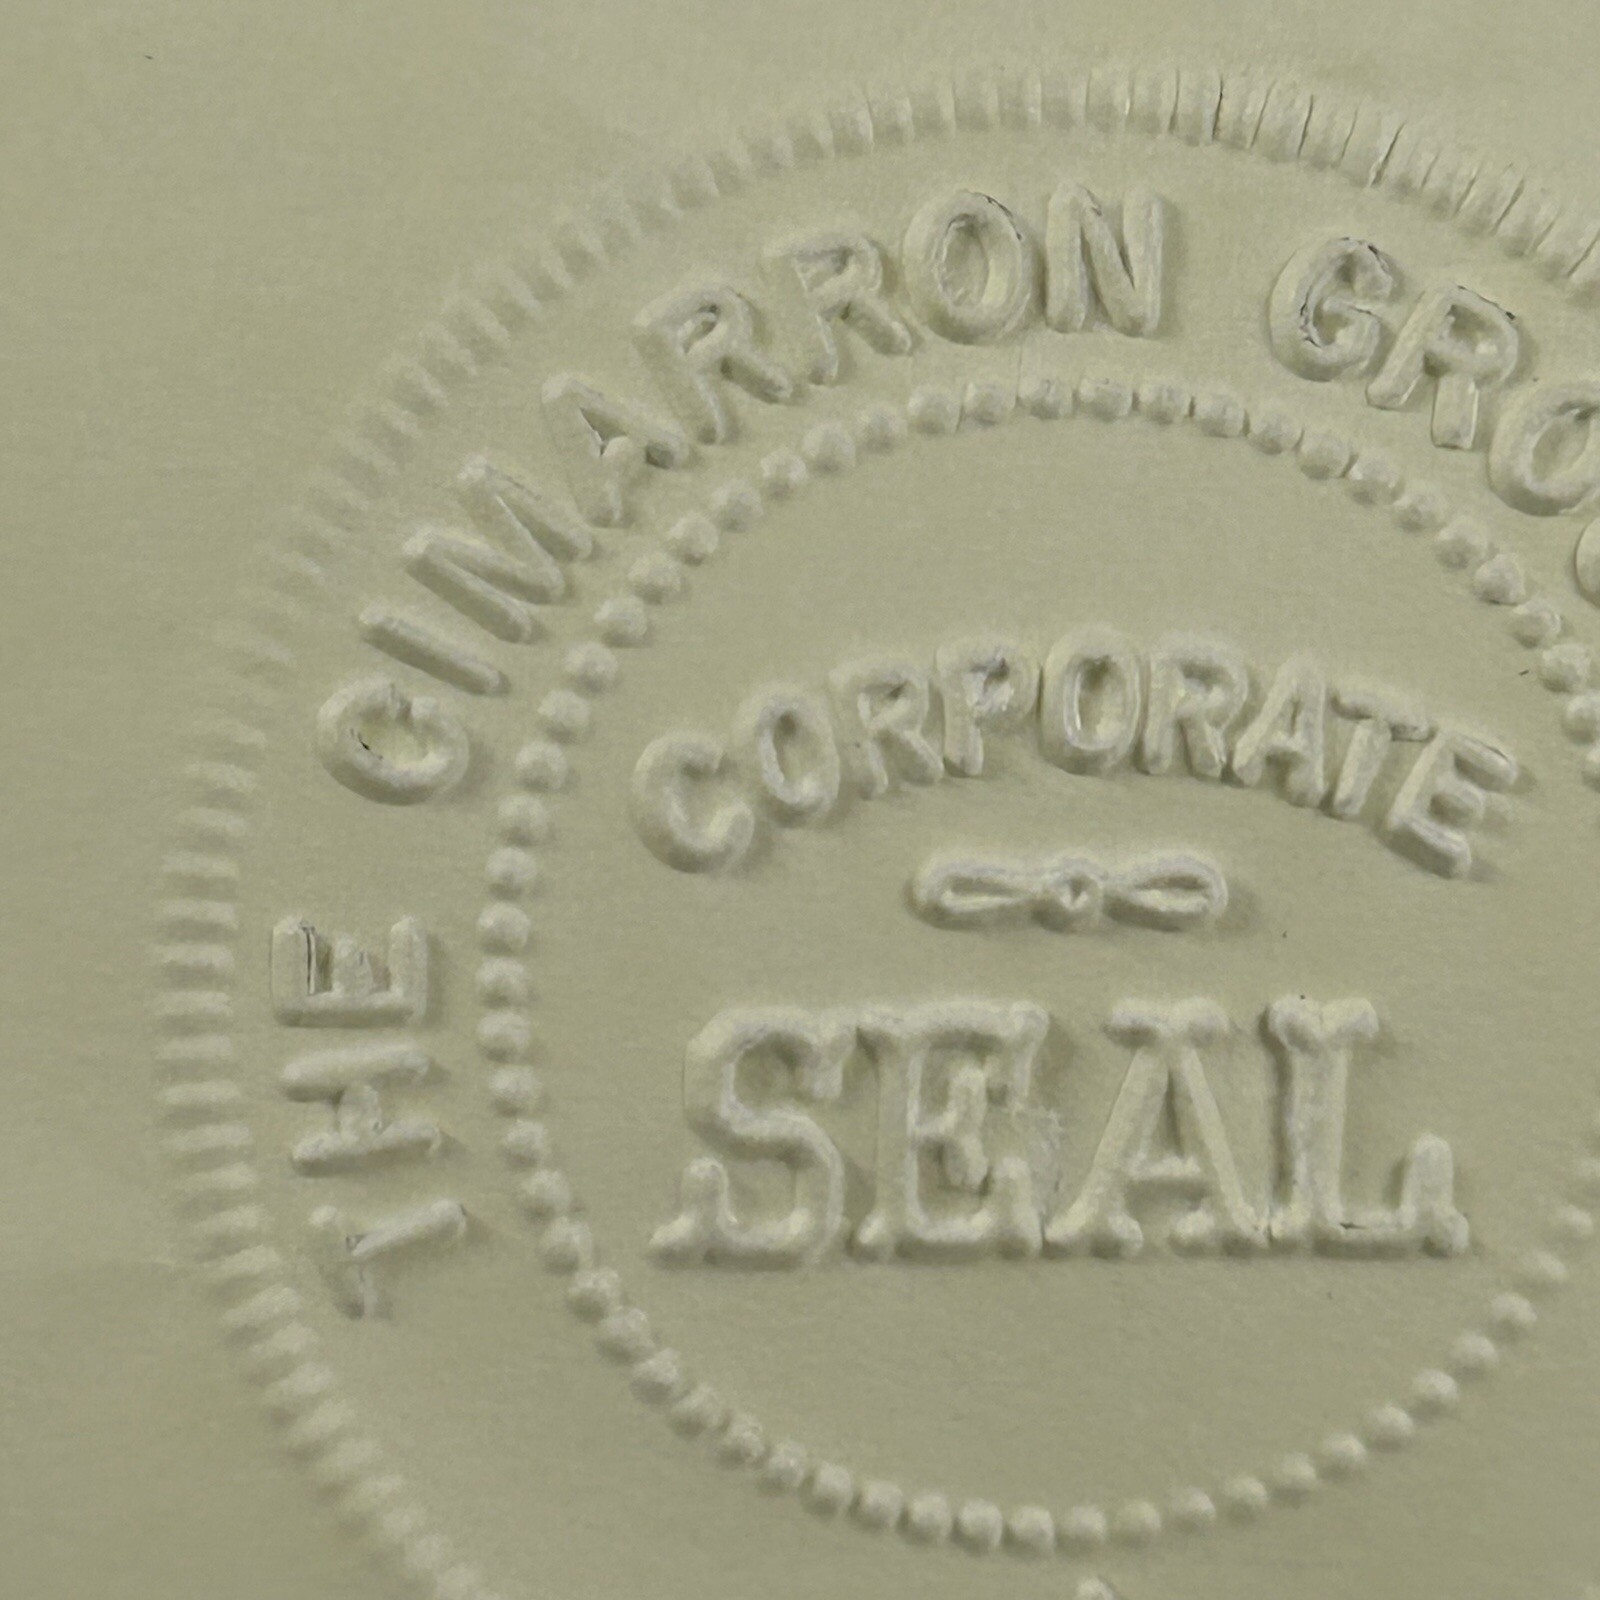 THE CIMARRON GRO
CORPORATE
SEAL